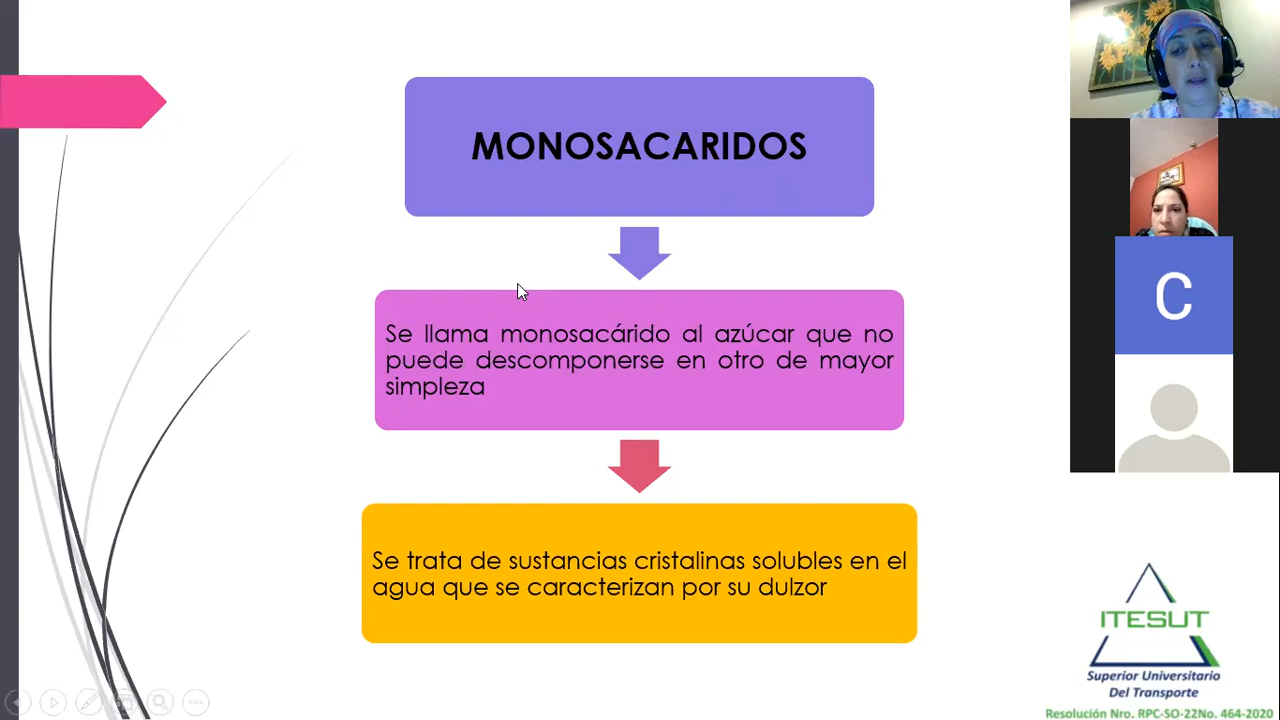 MONOSACARIDOS
Se llama monosacárido al azúcar que no
puede descomponerse en otro de mayor
simpleza
Se trata de sustancias cristalinas solubles en el
agua que se caracterizan por su dulzor
C
ITESUT
Superior Universitario
Del Transporte
Resolución Nro. RPC-SO-22No. 464-2020